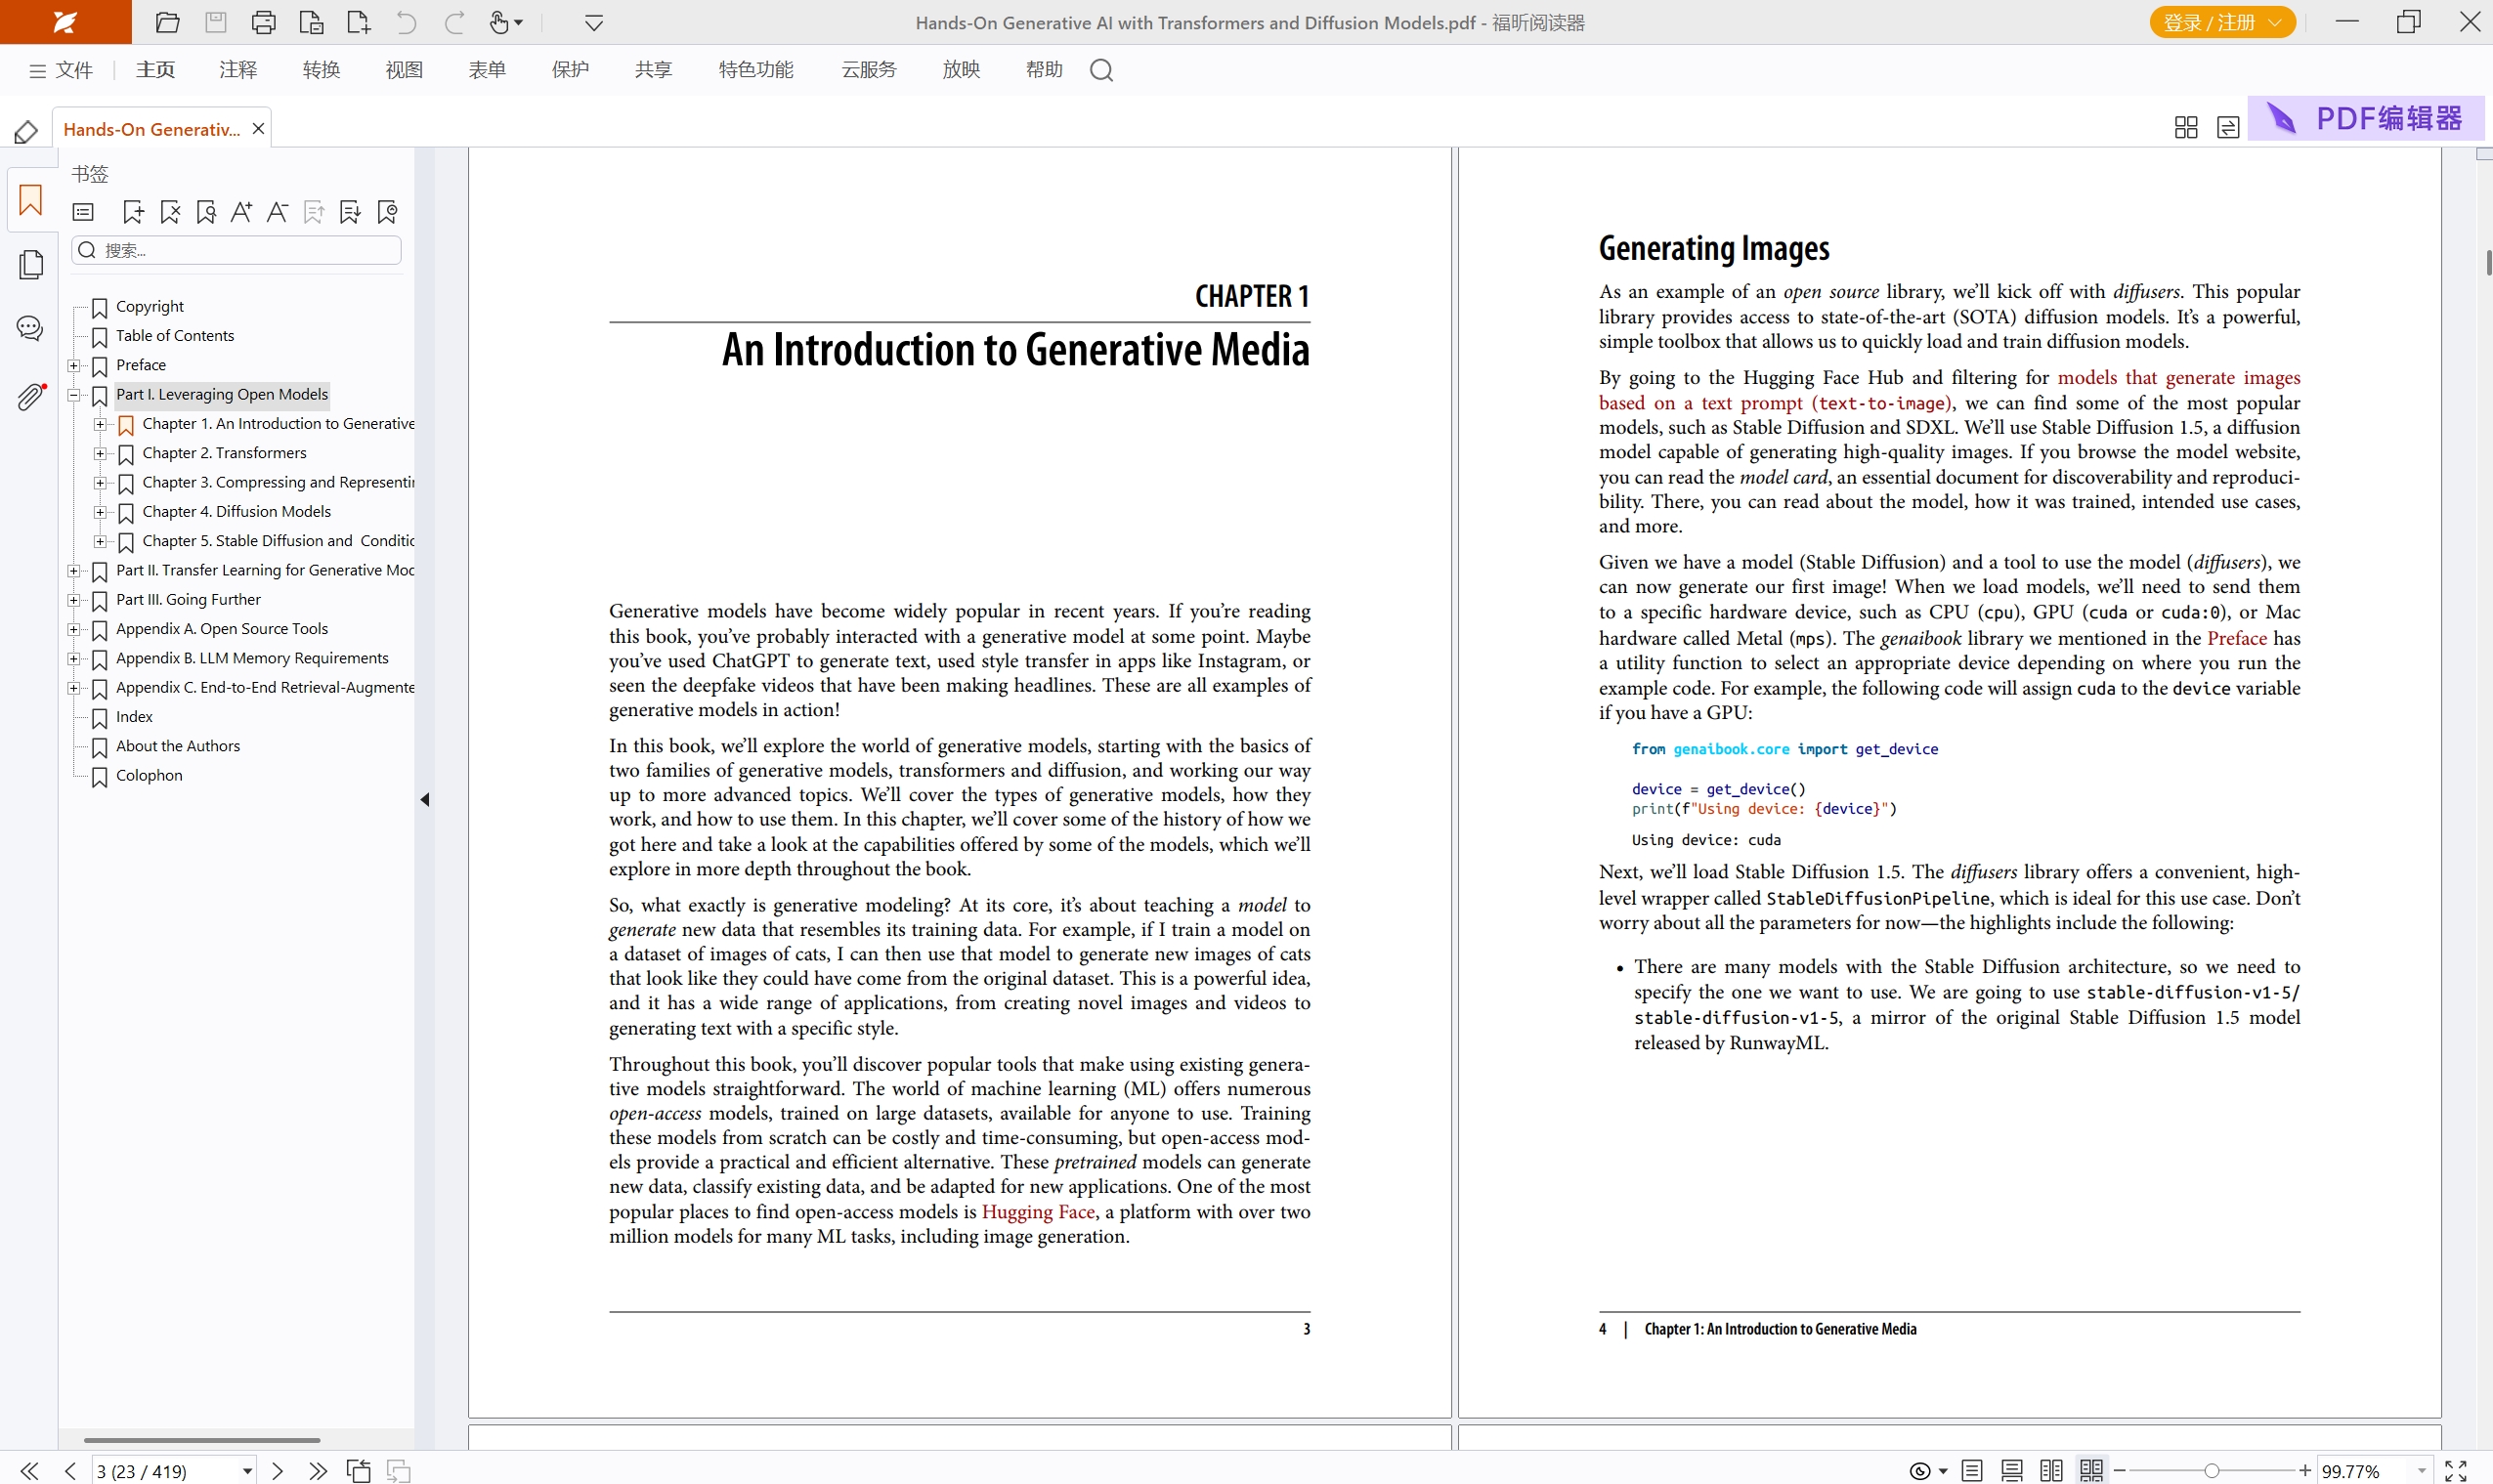 Hands-On Generative AI with Transformers and Diffusion Models.pdf - 福昕阅读器
登录 / 注册
文件 主页 注释 转换 视图 表单 保护 共享 特色功能 云服务 放映 帮助
Hands-On Generativ...
PDF编辑器
书签
搜索...
Copyright
Table of Contents
Preface
Part I. Leveraging Open Models
Chapter 1. An Introduction to Generative
Chapter 2. Transformers
Chapter 3. Compressing and Representin
Chapter 4. Diffusion Models
Chapter 5. Stable Diffusion and Conditio
Part II. Transfer Learning for Generative Moc
Part III. Going Further
Appendix A. Open Source Tools
Appendix B. LLM Memory Requirements
Appendix C. End-to-End Retrieval-Augmente
Index
About the Authors
Colophon
CHAPTER 1
An Introduction to Generative Media
Generative models have become widely popular in recent years. If you're reading
this book, you've probably interacted with a generative model at some point. Maybe
you've used ChatGPT to generate text, used style transfer in apps like Instagram, or
seen the deepfake videos that have been making headlines. These are all examples of
generative models in action!
In this book, we'll explore the world of generative models, starting with the basics of
two families of generative models, transformers and diffusion, and working our way
up to more advanced topics. We'll cover the types of generative models, how they
work, and how to use them. In this chapter, we'll cover some of the history of how we
got here and take a look at the capabilities offered by some of the models, which we'll
explore in more depth throughout the book.
So, what exactly is generative modeling? At its core, it's about teaching a model to
generate new data that resembles its training data. For example, if I train a model on
a dataset of images of cats, I can then use that model to generate new images of cats
that look like they could have come from the original dataset. This is a powerful idea,
and it has a wide range of applications, from creating novel images and videos to
generating text with a specific style.
Throughout this book, you'll discover popular tools that make using existing genera-
tive models straightforward. The world of machine learning (ML) offers numerous
open-access models, trained on large datasets, available for anyone to use. Training
these models from scratch can be costly and time-consuming, but open-access mod-
els provide a practical and efficient alternative. These pretrained models can generate
new data, classify existing data, and be adapted for new applications. One of the most
popular places to find open-access models is Hugging Face, a platform with over two
million models for many ML tasks, including image generation.
3
Generating Images
As an example of an open source library, we'll kick off with diffusers. This popular
library provides access to state-of-the-art (SOTA) diffusion models. It's a powerful,
simple toolbox that allows us to quickly load and train diffusion models.
By going to the Hugging Face Hub and filtering for models that generate images
based on a text prompt (text-to-image), we can find some of the most popular
models, such as Stable Diffusion and SDXL. We'll use Stable Diffusion 1.5, a diffusion
model capable of generating high-quality images. If you browse the model website,
you can read the model card, an essential document for discoverability and reproduci-
bility. There, you can read about the model, how it was trained, intended use cases,
and more.
Given we have a model (Stable Diffusion) and a tool to use the model (diffusers), we
can now generate our first image! When we load models, we'll need to send them
to a specific hardware device, such as CPU (cpu), GPU (cuda or cuda:0), or Mac
hardware called Metal (mps). The genaibook library we mentioned in the Preface has
a utility function to select an appropriate device depending on where you run the
example code. For example, the following code will assign cuda to the device variable
if you have a GPU:
from genaibook.core import get_device
device = get_device()
print(f"Using device: {device}")
Using device: cuda
Next, we'll load Stable Diffusion 1.5. The diffusers library offers a convenient, high-
level wrapper called StableDiffusionPipeline, which is ideal for this use case. Don't
worry about all the parameters for now—the highlights include the following:
• There are many models with the Stable Diffusion architecture, so we need to
specify the one we want to use. We are going to use stable-diffusion-v1-5/
stable-diffusion-v1-5, a mirror of the original Stable Diffusion 1.5 model
released by RunwayML.
4 | Chapter 1: An Introduction to Generative Media
3 (23 / 419)
99.77%